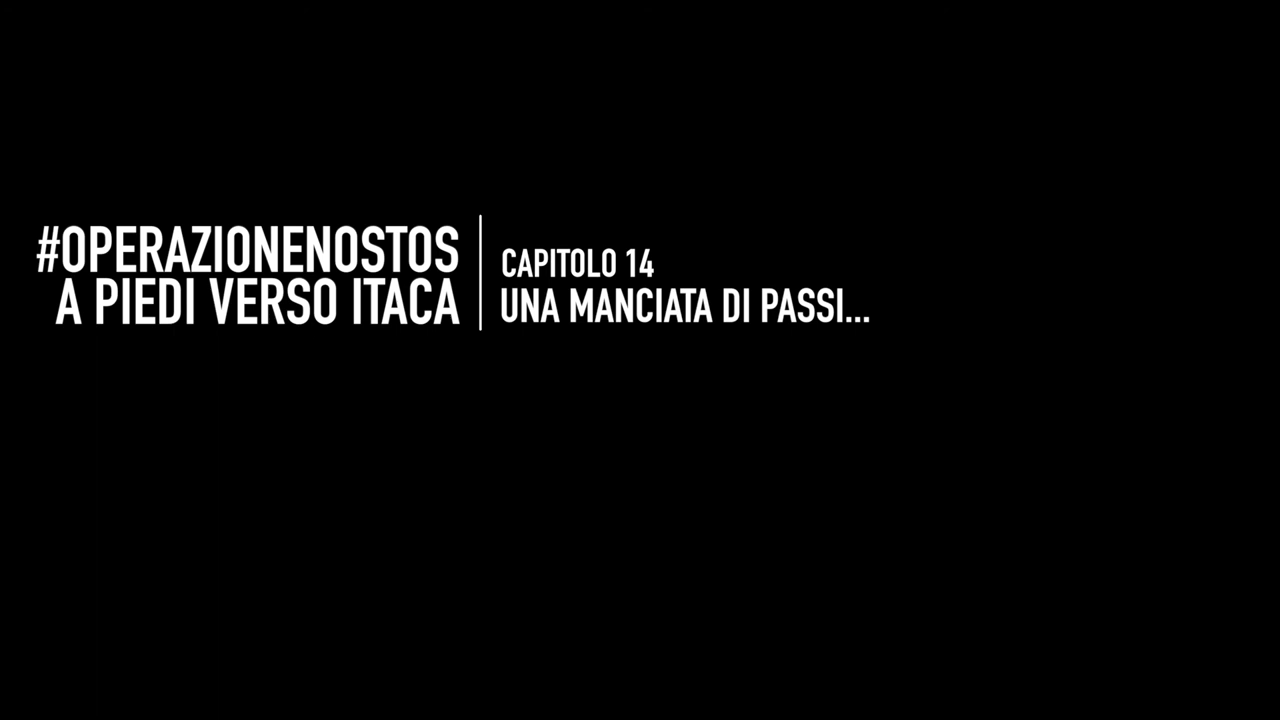 #OPERAZIONENOSTOS
A PIEDI VERSO ITACA
CAPITOLO 14
UNA MANCIATA DI PASSI...